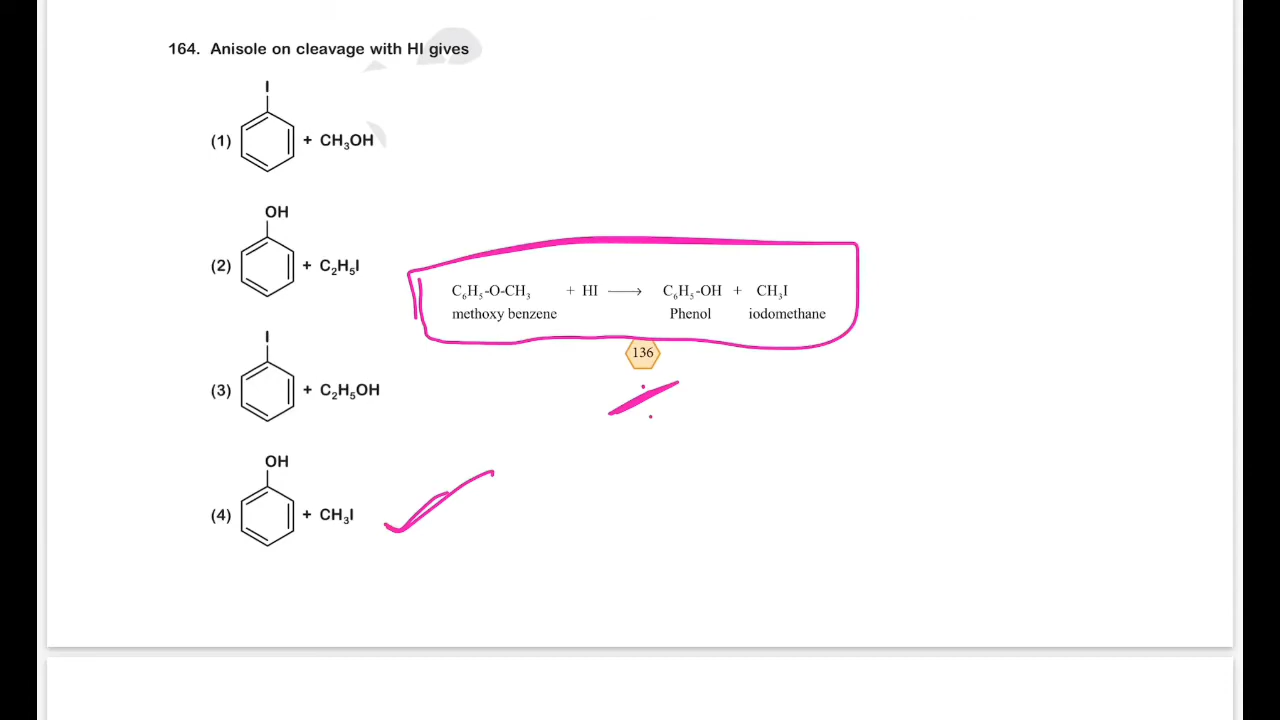 164. Anisole on cleavage with HI gives
I
(1) + CH₃OH
OH
(2) + C₂H₅I
C₆H₅-O-CH₃ + HI ⟶ C₆H₅-OH + CH₃I
methoxy benzene Phenol iodomethane
136
I
(3) + C₂H₅OH
OH
(4) + CH₃I